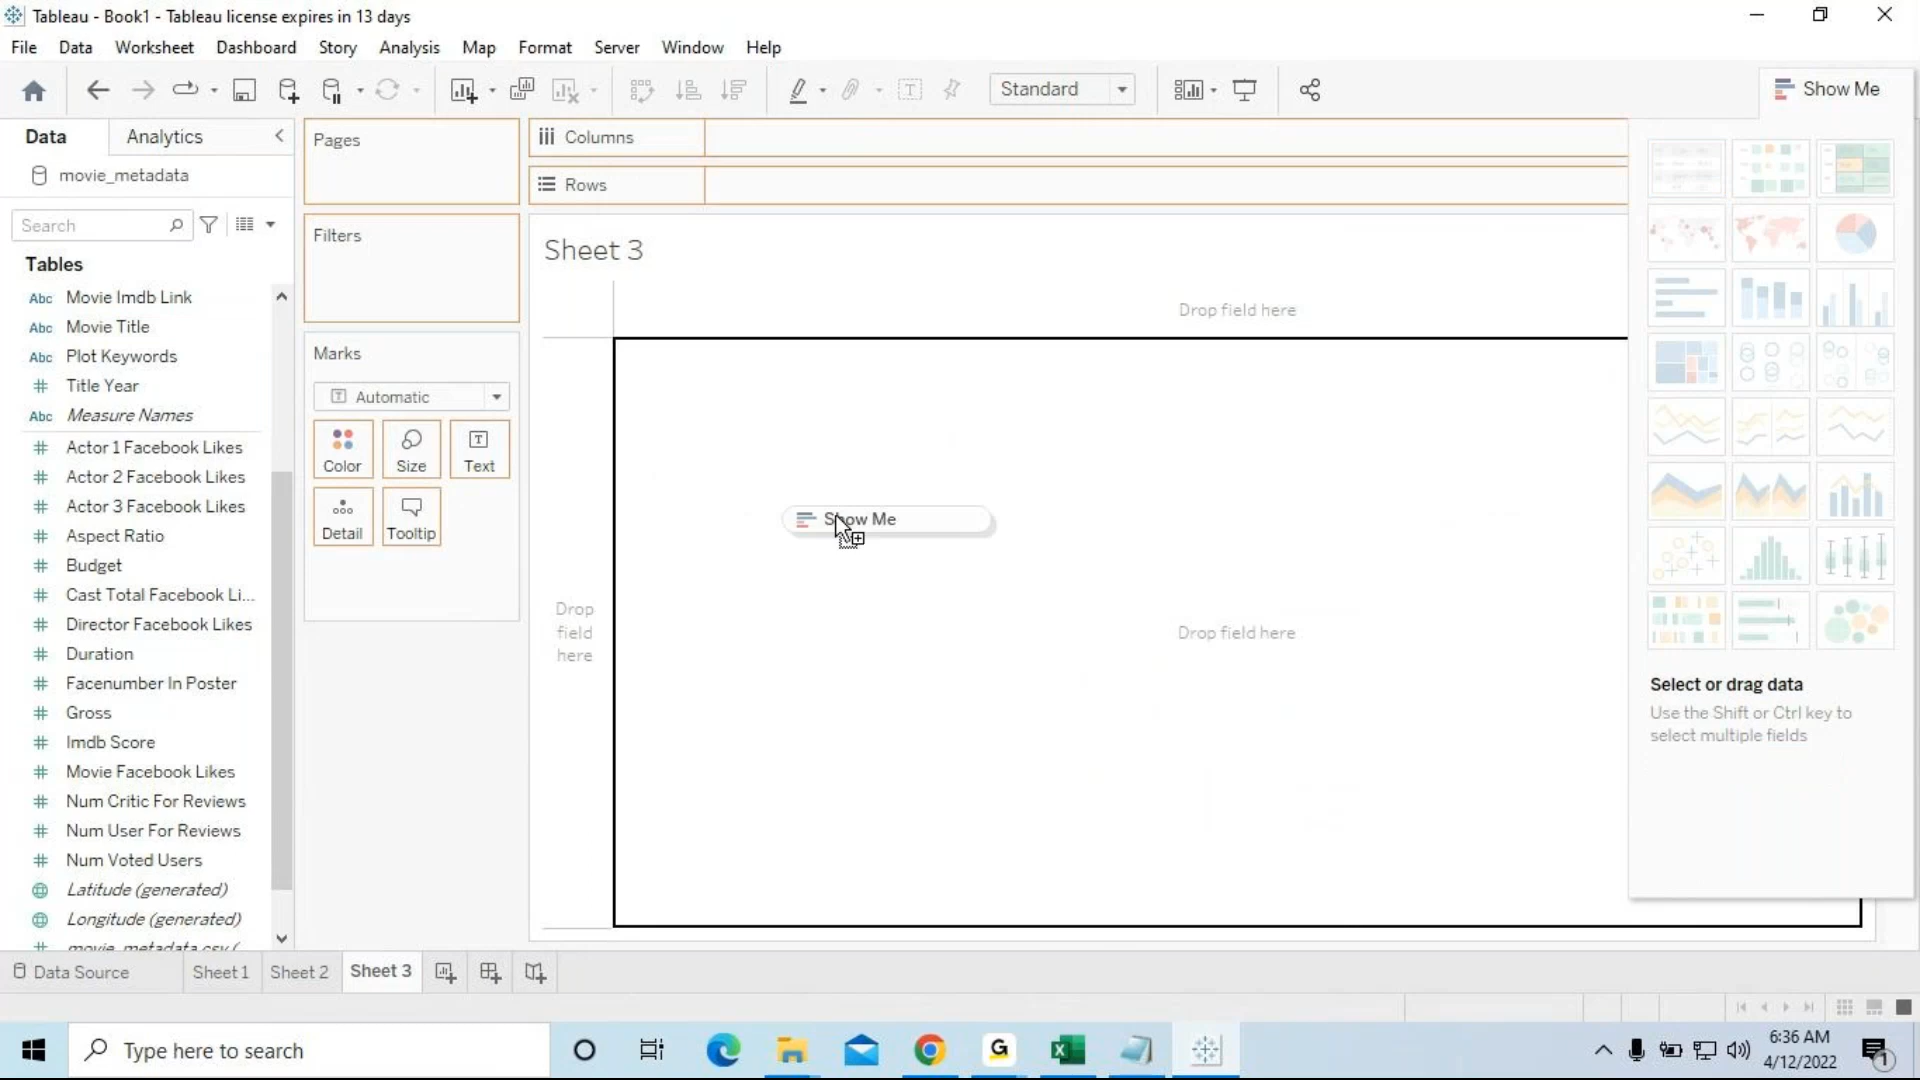 Tableau - Book1 - Tableau license expires in 13 days
File Data Worksheet Dashboard Story Analysis Map Format Server Window Help
Standard
Show Me
Data Analytics
movie_metadata
Search
Tables
Abc Movie Imdb Link
Abc Movie Title
Abc Plot Keywords
# Title Year
Abc Measure Names
# Actor 1 Facebook Likes
# Actor 2 Facebook Likes
# Actor 3 Facebook Likes
# Aspect Ratio
# Budget
# Cast Total Facebook Li...
# Director Facebook Likes
# Duration
# Facenumber In Poster
# Gross
# Imdb Score
# Movie Facebook Likes
# Num Critic For Reviews
# Num User For Reviews
# Num Voted Users
Latitude (generated)
Longitude (generated)
# movie_metadata.csv (
Pages
Filters
Marks
Automatic
Color Size Text
Detail Tooltip
Columns
Rows
Sheet 3
Drop field here
Show Me
Drop
field
here
Drop field here
Select or drag data
Use the Shift or Ctrl key to
select multiple fields
Data Source Sheet 1 Sheet 2 Sheet 3
Type here to search
6:36 AM
4/12/2022
1